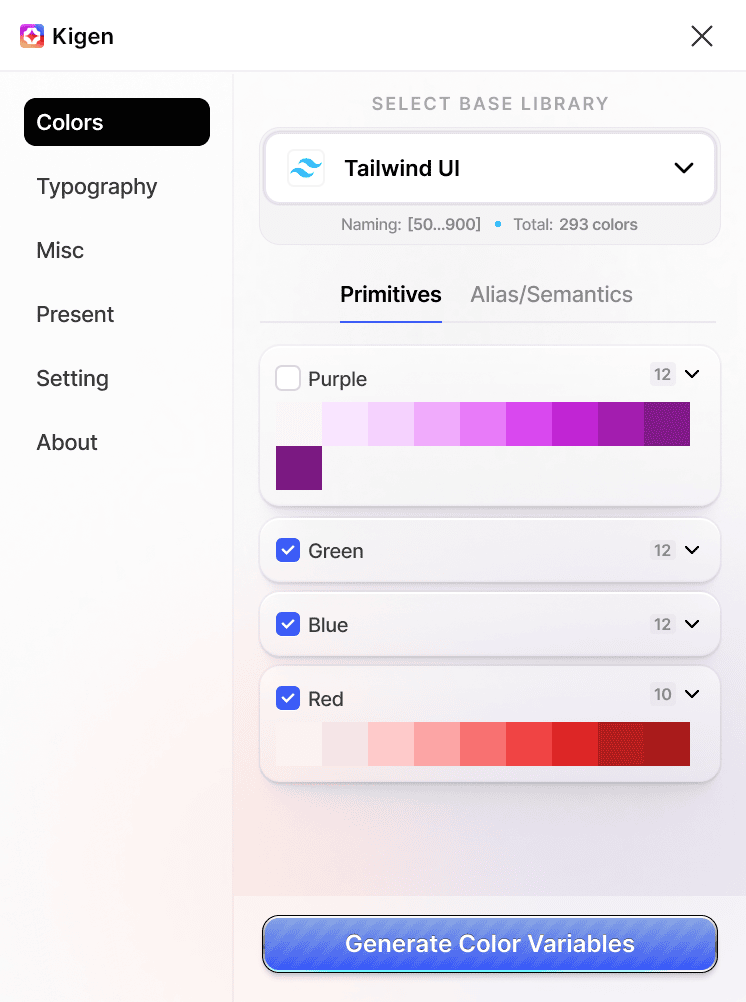 Kigen
Colors
Typography
Misc
Present
Setting
About
SELECT BASE LIBRARY
Tailwind UI
Naming: [50...900] • Total: 293 colors
Primitives Alias/Semantics
Purple 12
Green 12
Blue 12
Red 10
Generate Color Variables